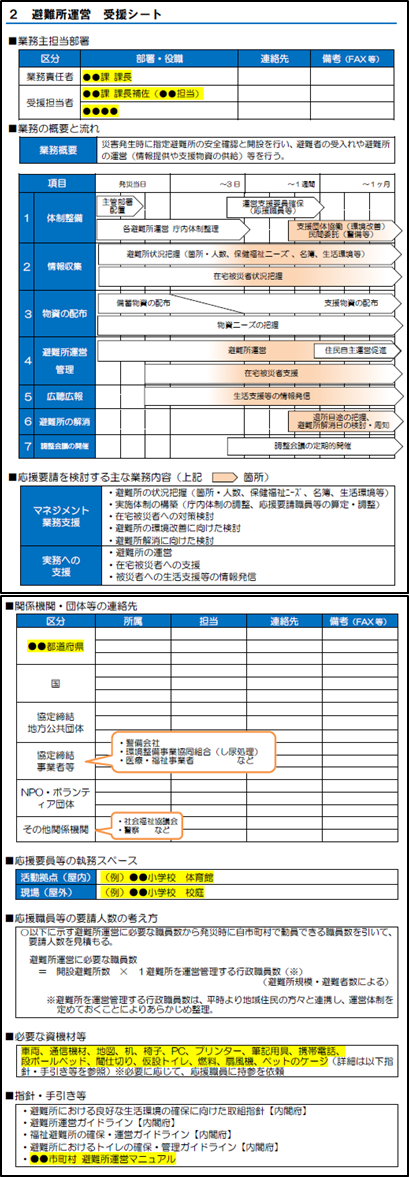 ２　避難所運営　受援シート
■業務主担当部署
区分　部署・役職　連絡先　備考（FAX 等）
業務責任者　●●課 課長
受援担当者　●●課 課長補佐（●●担当）
●●●●
■業務の概要と流れ
業務概要　災害発生時に指定避難所の安全確認と開設を行い、避難者の受入れや避難所
の運営（情報提供や支援物資の供給）等を行う。
項目　発災当日　～３日　～１週間　～１ヶ月
1　体制整備
主管部署
配置
運営支援要員確保
（応援職員等）
各避難所運営 庁内体制整理
支援団体協働（環境改善）
民間委託（警備等）
2　情報収集
避難所状況把握（箇所・人数、保健福祉ニーズ、名簿、生活環境等）
在宅被災者状況把握
3　物資の配布
備蓄物資の配布　支援物資の配布
物資ニーズの把握
4　避難所運営
管理
避難所運営　住民自主運営促進
在宅被災者支援
5　広聴広報　生活支援等の情報発信
6　避難所の解消
退所目途の把握、
避難所解消日の検討・周知
7　調整会議の開催　調整会議の定期的開催
■応援要請を検討する主な業務内容（上記　箇所）
マネジメント
業務支援
・避難所の状況把握（箇所・人数、保健福祉ﾆｰｽﾞ、名簿、生活環境等）
・実施体制の構築（庁内体制の調整、応援要請職員等の算定・調整）
・在宅被災者への対策検討
・避難所の環境改善に向けた検討
・避難所解消に向けた検討
実務への
支援
・避難所の運営
・在宅被災者への支援
・被災者への生活支援等の情報発信
■関係機関・団体等の連絡先
区分　所属　担当　連絡先　備考（FAX 等）
●●都道府県
国
協定締結
地方公共団体
協定締結
事業者等
・警備会社
・環境整備事業協同組合（し尿処理）
・医療・福祉事業者　など
NPO・ボランテ
ィア団体
その他関係機関
・社会福祉協議会
・警察　など
■応援要員等の執務スペース
活動拠点（屋内）　（例）●●小学校　体育館
現場（屋外）　（例）●●小学校　校庭
■応援職員等の要請人数の考え方
○以下に示す避難所運営に必要な職員数から発災時に自市町村で動員できる職員数を引いて、
要請人数を見積もる。
避難所運営に必要な職員数
＝　開設避難所数　×　１避難所を運営管理する行政職員数（※）
（避難所規模・避難者数による）
※避難所を運営管理する行政職員数は、平時より地域住民の方々と連携し、運営体制を
定めておくことによりあらかじめ整理。
■必要な資機材等
車両、通信機材、地図、机、椅子、PC、プリンター、筆記用具、携帯電話、
段ボールベッド、間仕切り、仮設トイレ、燃料、扇風機、ペットのケージ（詳細は以下指
針・手引き等を参照）※必要に応じて、応援職員に持参を依頼
■指針・手引き等
・避難所における良好な生活環境の確保に向けた取組指針【内閣府】
・避難所運営ガイドライン【内閣府】
・福祉避難所の確保・運営ガイドライン【内閣府】
・避難所におけるトイレの確保・管理ガイドライン【内閣府】
・●●市町村 避難所運営マニュアル